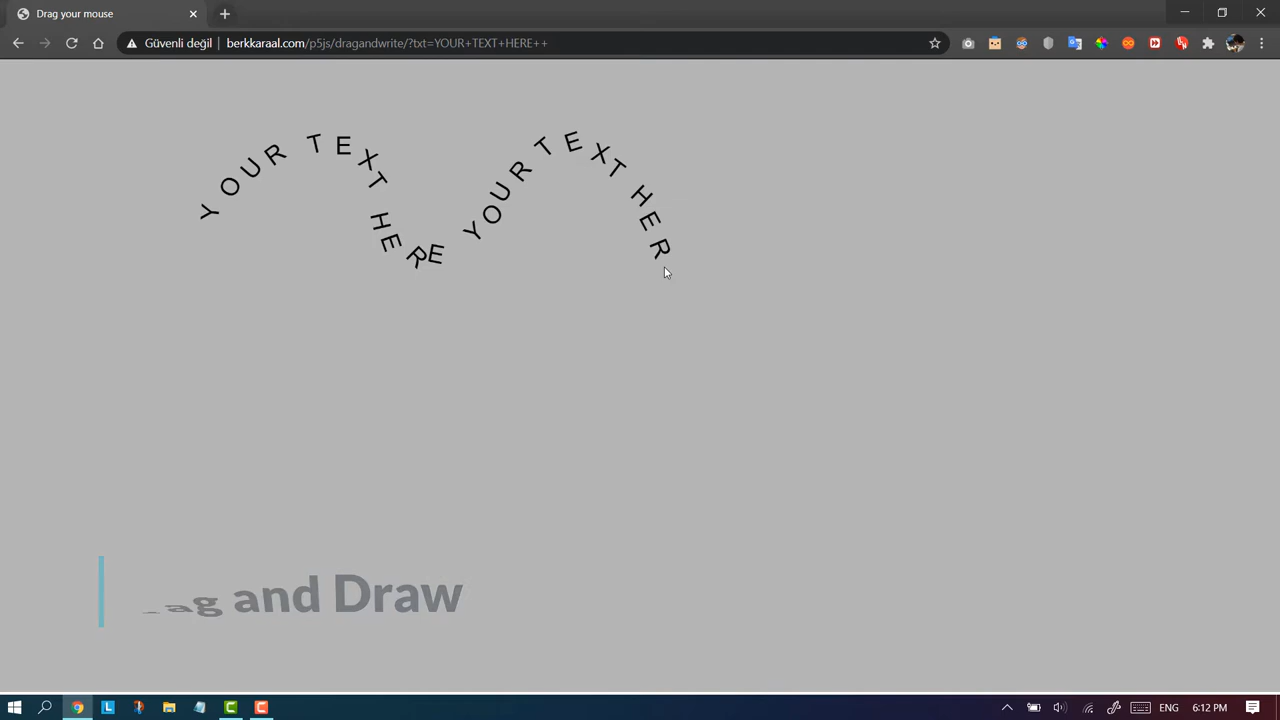 Drag your mouse
Güvenli değil
berkkaraal.com/p5js/dragandwrite/?txt=YOUR+TEXT+HERE++
YOUR TEXT HERE YOUR TEXT HER
ag and Draw
ENG
6:12 PM